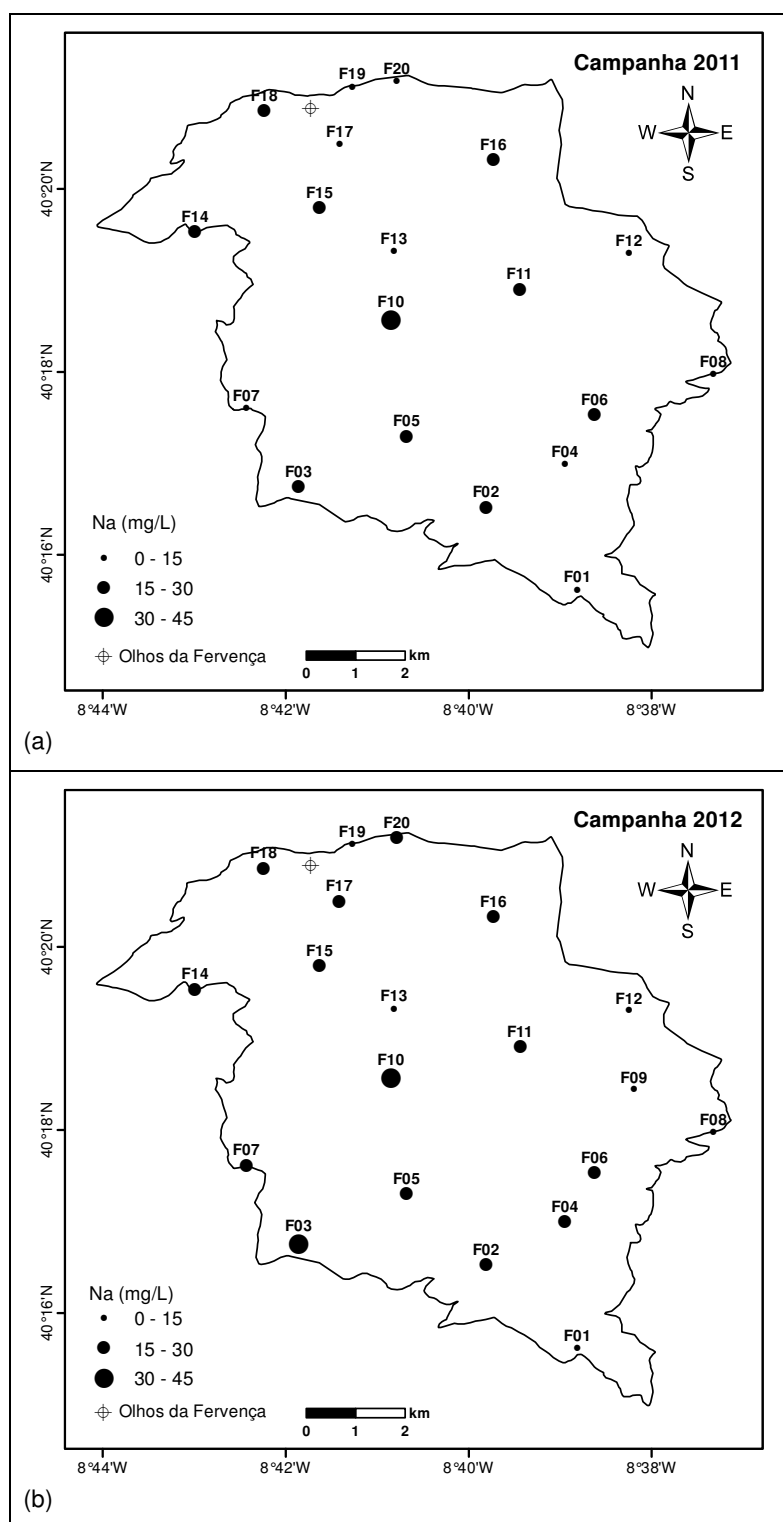 Campanha 2011
N
W E
S
F19 F20
F18
F17
F16
F15
F14
F13
F12
F11
F10
F08
F07
F06
F05
F04
F03
F02
F01
40°20'N
40°18'N
40°16'N
Na (mg/L)
0 - 15
15 - 30
30 - 45
Olhos da Fervença
km
0 1 2
8°44'W 8°42'W 8°40'W 8°38'W
(a)
Campanha 2012
N
W E
S
F19 F20
F18
F17
F16
F15
F14
F13
F12
F11
F10
F09
F08
F07
F06
F05
F04
F03
F02
F01
40°20'N
40°18'N
40°16'N
Na (mg/L)
0 - 15
15 - 30
30 - 45
Olhos da Fervença
km
0 1 2
8°44'W 8°42'W 8°40'W 8°38'W
(b)